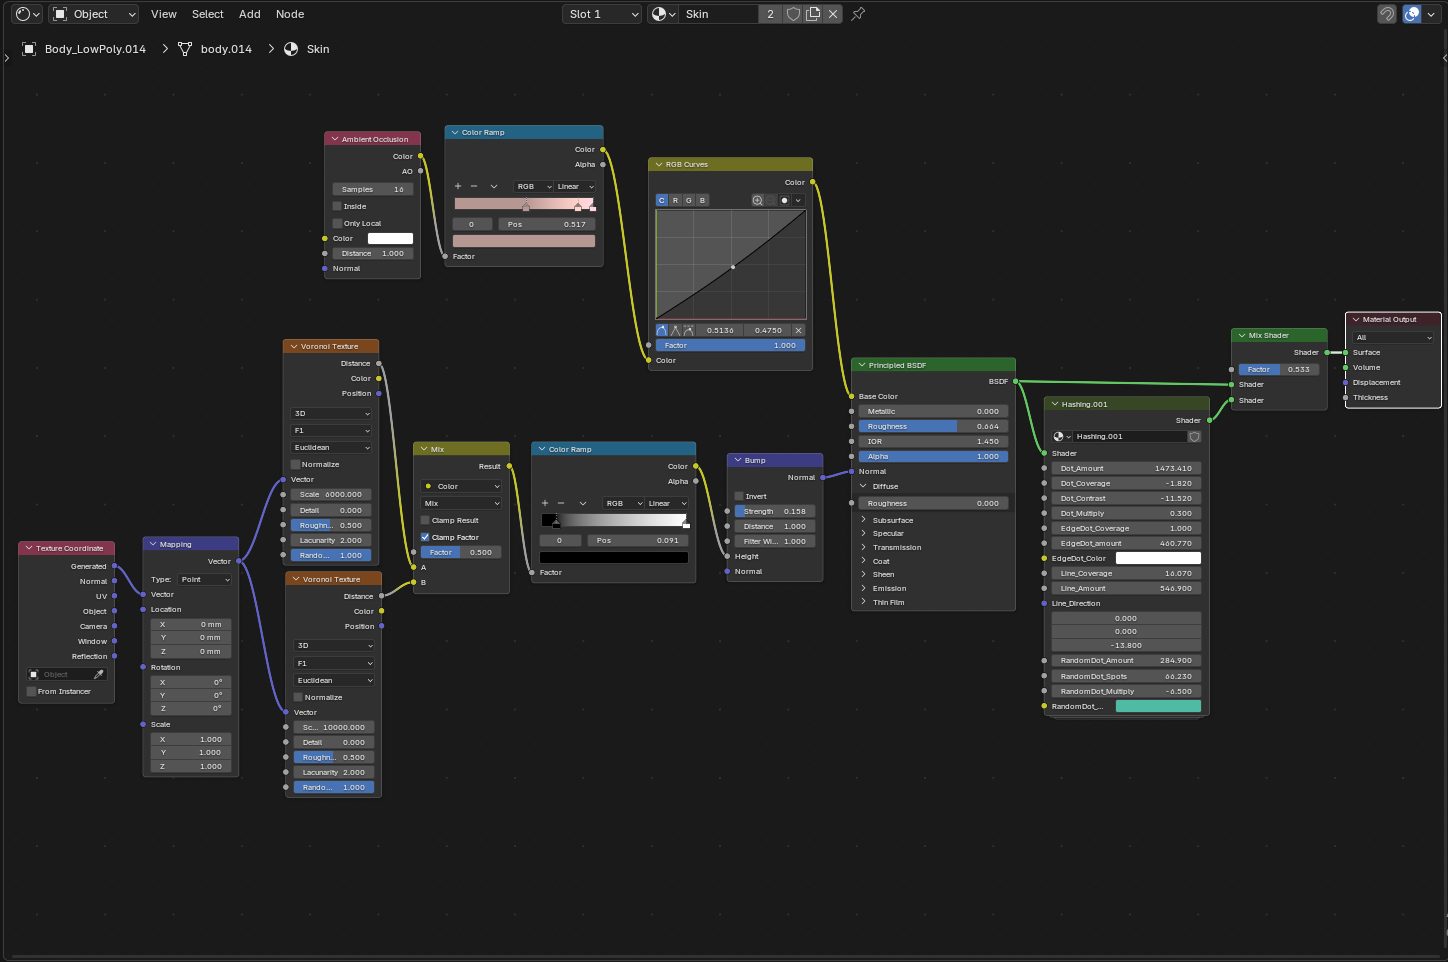 Object View Select Add Node Slot 1 Skin 2
Body_LowPoly.014 > body.014 > Skin
Ambient Occlusion
Color
AO
Samples 16
Inside
Only Local
Color
Distance 1.000
Normal
Color Ramp
Color
Alpha
RGB Linear
0 Pos 0.517
Factor
RGB Curves
Color
C R G B
0.5136 0.4750
Factor 1.000
Color
Voronoi Texture
Distance
Color
Position
3D
F1
Euclidean
Normalize
Vector
Scale 6000.000
Detail 0.000
Roughn... 0.500
Lacunarity 2.000
Rando... 1.000
Texture Coordinate
Generated
Normal
UV
Object
Camera
Window
Reflection
Object
From Instancer
Mapping
Vector
Type: Point
Vector
Location
X 0 mm
Y 0 mm
Z 0 mm
Rotation
X 0°
Y 0°
Z 0°
Scale
X 1.000
Y 1.000
Z 1.000
Voronoi Texture
Distance
Color
Position
3D
F1
Euclidean
Normalize
Vector
Sc... 10000.000
Detail 0.000
Roughn... 0.500
Lacunarity 2.000
Rando... 1.000
Mix
Result
Color
Mix
Clamp Result
Clamp Factor
Factor 0.500
A
B
Color Ramp
Color
Alpha
RGB Linear
0 Pos 0.091
Factor
Bump
Normal
Invert
Strength 0.158
Distance 1.000
Filter Wi... 1.000
Height
Normal
Principled BSDF
BSDF
Base Color
Metallic 0.000
Roughness 0.664
IOR 1.450
Alpha 1.000
Normal
Diffuse
Roughness 0.000
Subsurface
Specular
Transmission
Coat
Sheen
Emission
Thin Film
Hashing.001
Shader
Hashing.001
Shader
Dot_Amount 1473.410
Dot_Coverage -1.820
Dot_Contrast -11.520
Dot_Multiply 0.300
EdgeDot_Coverage 1.000
EdgeDot_amount 460.770
EdgeDot_Color
Line_Coverage 16.070
Line_Amount 546.900
Line_Direction
0.000
0.000
-13.800
RandomDot_Amount 284.900
RandomDot_Spots 66.230
RandomDot_Multiply -6.500
RandomDot_...
Mix Shader
Shader
Factor 0.533
Shader
Shader
Material Output
All
Surface
Volume
Displacement
Thickness